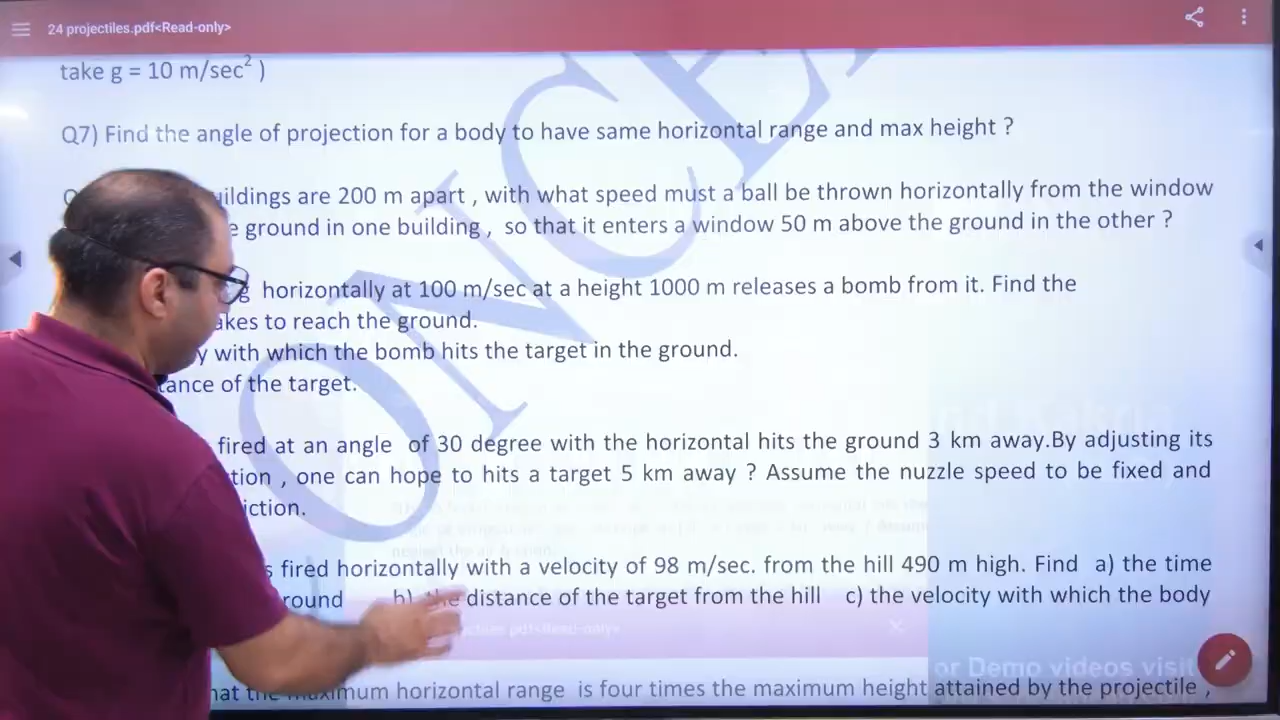 24 projectiles.pdf<Read-only>
take g = 10 m/sec² )
Q7) Find the angle of projection for a body to have same horizontal range and max height ?
buildings are 200 m apart , with what speed must a ball be thrown horizontally from the window
ground in one building , so that it enters a window 50 m above the ground in the other ?
horizontally at 100 m/sec at a height 1000 m releases a bomb from it. Find the
akes to reach the ground.
y with which the bomb hits the target in the ground.
tance of the target.
fired at an angle of 30 degree with the horizontal hits the ground 3 km away.By adjusting its
tion , one can hope to hits a target 5 km away ? Assume the nuzzle speed to be fixed and
iction.
s fired horizontally with a velocity of 98 m/sec. from the hill 490 m high. Find a) the time
round b) the distance of the target from the hill c) the velocity with which the body
or Demo videos visit
hat the maximum horizontal range is four times the maximum height attained by the projectile ,